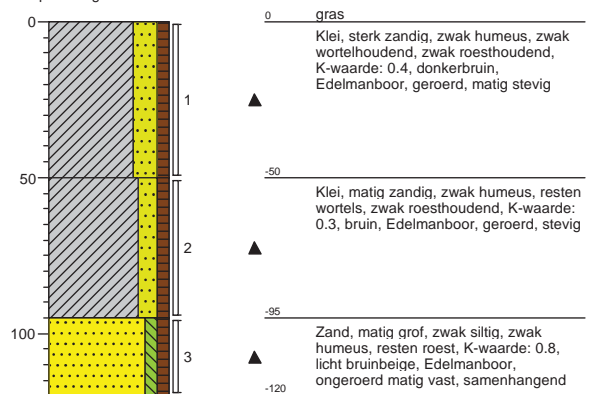 0
gras
0
Klei, sterk zandig, zwak humeus, zwak
wortelhoudend, zwak roesthoudend,
K-waarde: 0.4, donkerbruin,
Edelmanboor, geroerd, matig stevig
1
50
-50
Klei, matig zandig, zwak humeus, resten
wortels, zwak roesthoudend, K-waarde:
0.3, bruin, Edelmanboor, geroerd, stevig
2
-95
100
3
Zand, matig grof, zwak siltig, zwak
humeus, resten roest, K-waarde: 0.8,
licht bruinbeige, Edelmanboor,
ongeroerd matig vast, samenhangend
-120